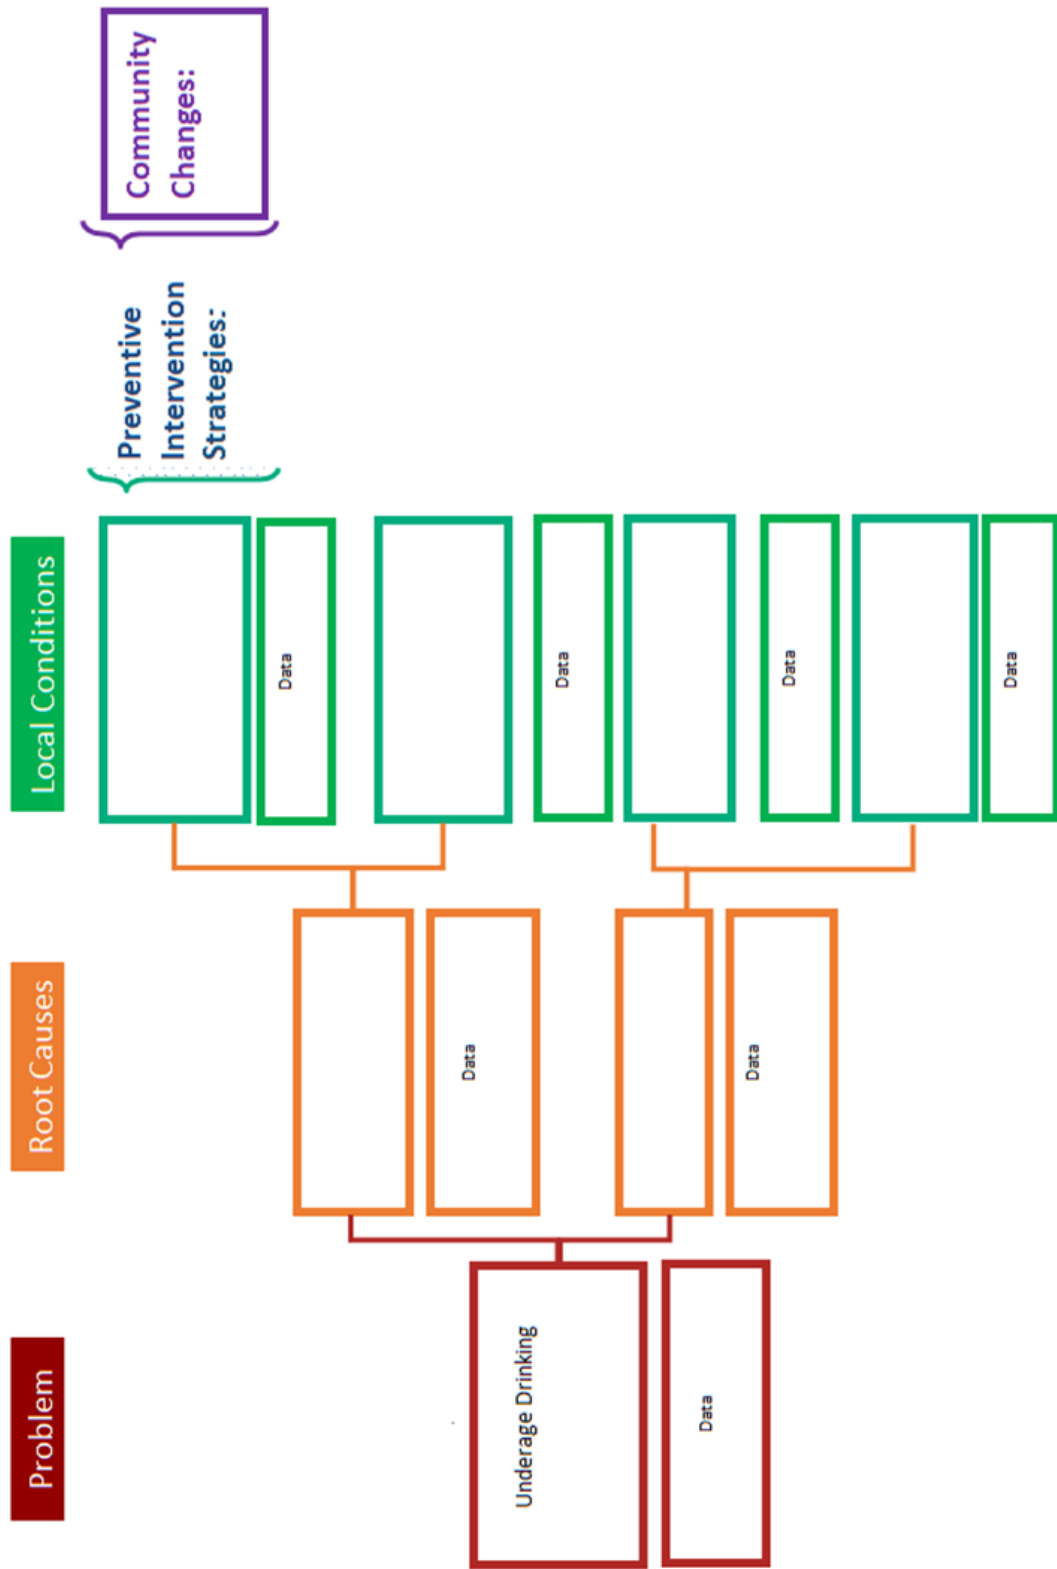 Problem
Root Causes
Local Conditions
Underage Drinking
Data
Data
Data
Data
Data
Data
Data
Preventive
Intervention
Strategies:
Community
Changes: